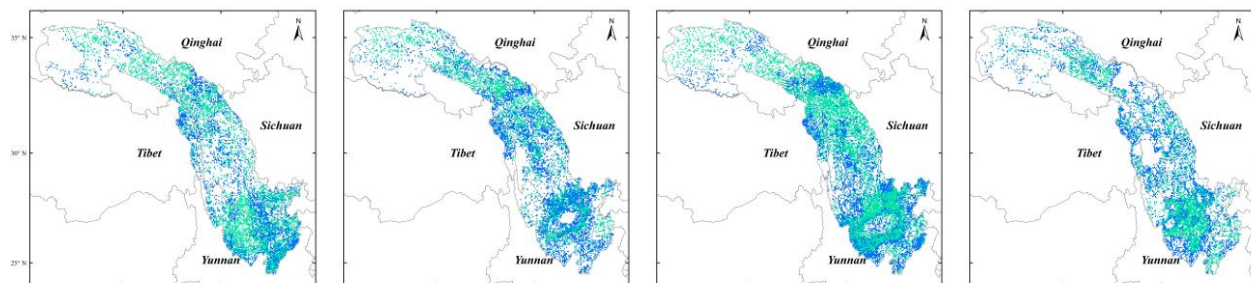 N N N N
35° N Qinghai Qinghai Qinghai Qinghai
Sichuan Sichuan Sichuan Sichuan
30° N Tibet Tibet Tibet Tibet
Yunnan Yunnan Yunnan Yunnan
25° N